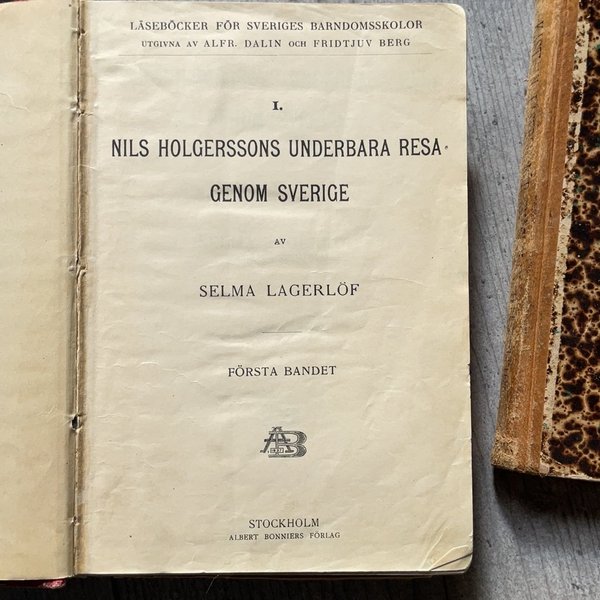 LÄSEBÖCKER FÖR SVERIGES BARNDOMSSKOLOR
UTGIVNA AV ALFR. DALIN OCH FRIDTJUV BERG
I.
NILS HOLGERSSONS UNDERBARA RESA
GENOM SVERIGE
AV
SELMA LAGERLÖF
FÖRSTA BANDET
STOCKHOLM
ALBERT BONNIERS FÖRLAG